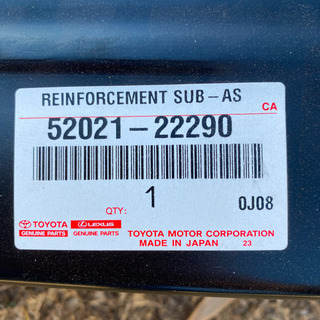 REINFORCEMENT SUB-AS
CA
52021-22290
QTY: 1 0J08
TOYOTA LEXUS
GENUINE PARTS GENUINE PARTS
TOYOTA MOTOR CORPORATION
MADE IN JAPAN 23